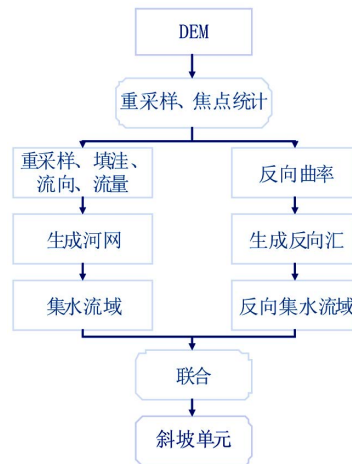 DEM
重采样、焦点统计
重采样、填洼、
流向、流量
反向曲率
生成河网
生成反向汇
集水流域
反向集水流域
联合
斜坡单元